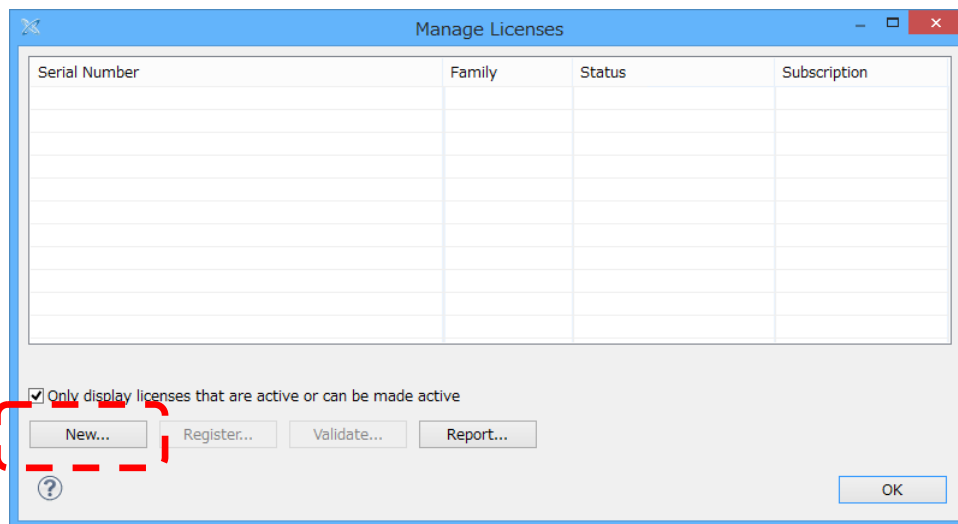 Manage Licenses
Serial Number Family Status Subscription
Only display licenses that are active or can be made active
New... Register... Validate... Report...
?
OK